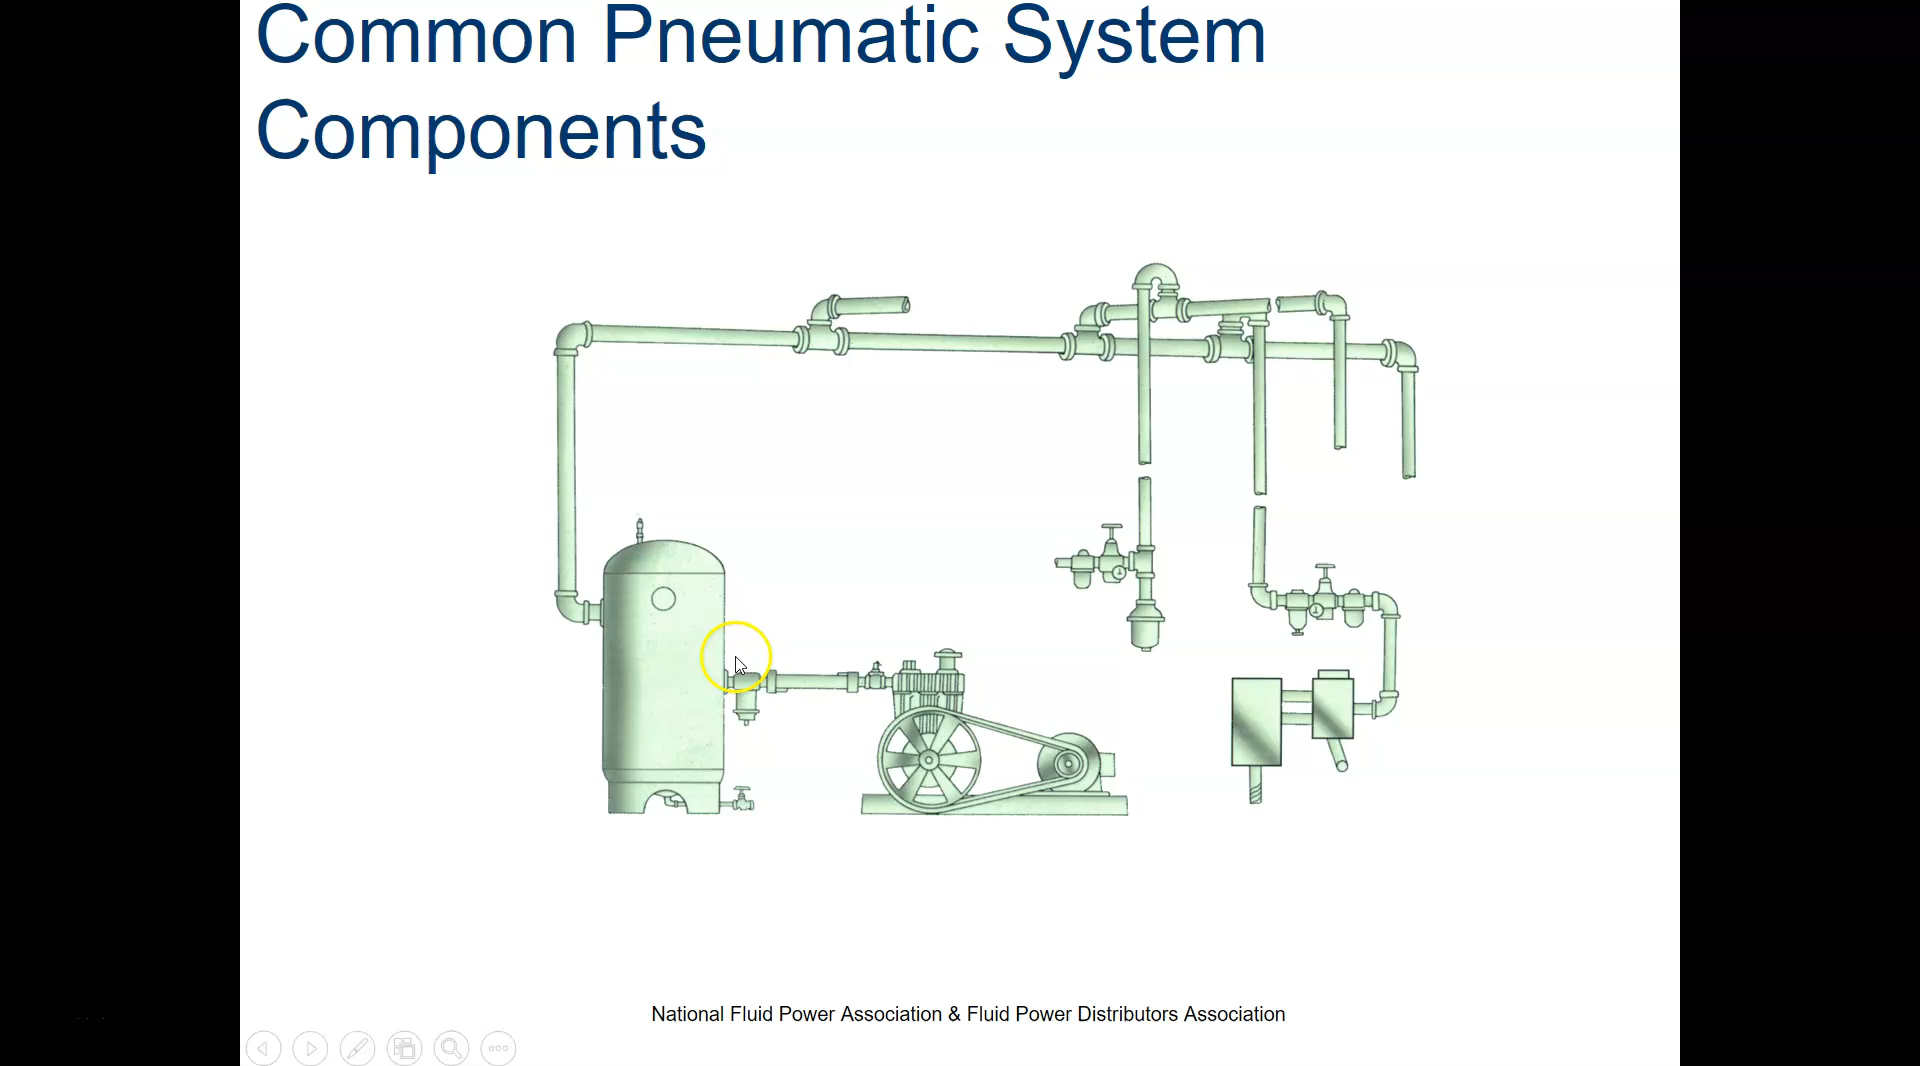 Common Pneumatic System
Components
National Fluid Power Association & Fluid Power Distributors Association